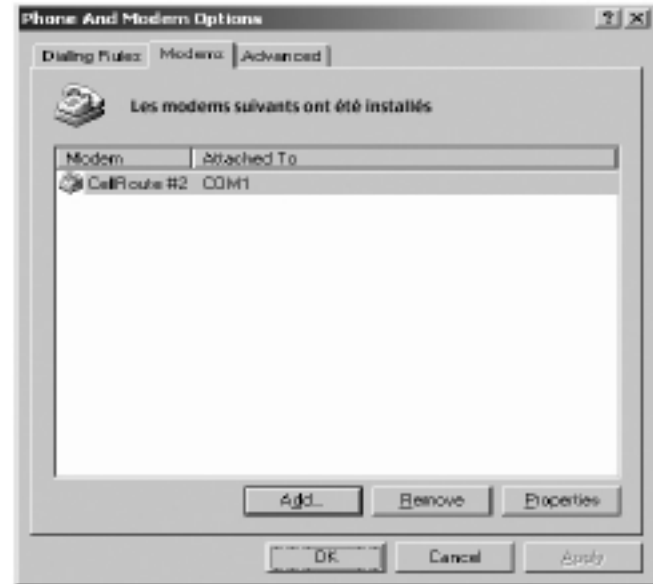 Phone And Modem Options
Dialing Rules Modems Advanced
Les modems suivants ont été installés
Modem Attached To
CellRoute #2 COM1
Add... Remove Properties
OK Cancel Apply